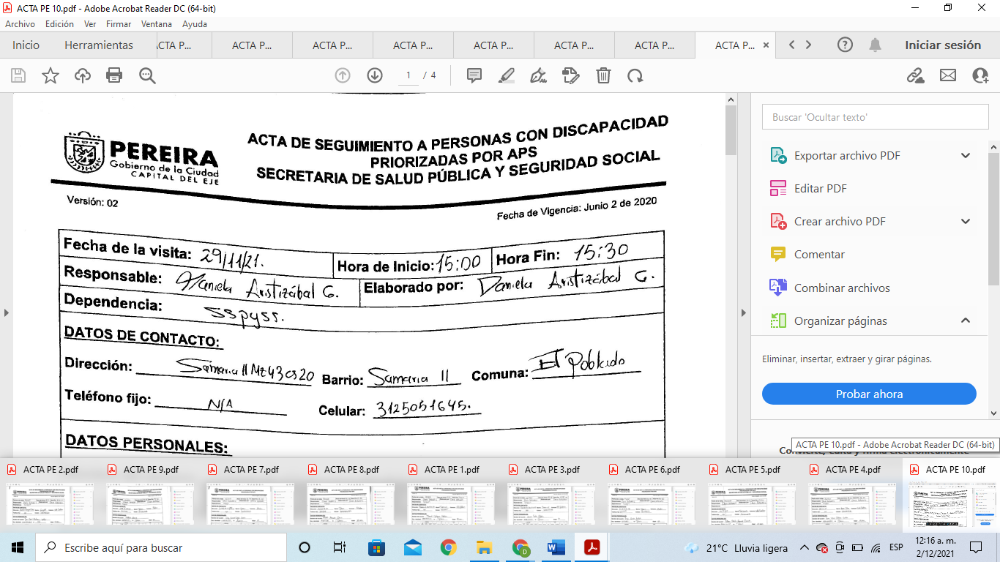 ACTA PE 10.pdf - Adobe Acrobat Reader DC (64-bit)
Archivo Edición Ver Firmar Ventana Ayuda
Inicio Herramientas ACTA P... ACTA P... ACTA P... ACTA P... ACTA P... ACTA P... ACTA P... ACTA P... Iniciar sesión
1 / 4
Buscar 'Ocultar texto'
Exportar archivo PDF
Editar PDF
Crear archivo PDF
Comentar
Combinar archivos
Organizar páginas
Eliminar, insertar, extraer y girar páginas.
Probar ahora
ACTA PE 10.pdf - Adobe Acrobat Reader DC (64-bit)
PEREIRA
Gobierno de la Ciudad
CAPITAL DEL EJE
ACTA DE SEGUIMIENTO A PERSONAS CON DISCAPACIDAD
PRIORIZADAS POR APS
SECRETARIA DE SALUD PÚBLICA Y SEGURIDAD SOCIAL
Versión: 02
Fecha de Vigencia: Junio 2 de 2020
Fecha de la visita: 29/11/21. Hora de Inicio: 15:00 Hora Fin: 15:30
Responsable: Daniela Aristizábal G. Elaborado por: Daniela Aristizábal G.
Dependencia: SSPYSS.
DATOS DE CONTACTO:
Dirección: Samaria II Mz 43 cs 20 Barrio: Samaria II Comuna: El Poblado
Teléfono fijo: N/A Celular: 3125051645.
DATOS PERSONALES:
ACTA PE 2.pdf ACTA PE 9.pdf ACTA PE 7.pdf ACTA PE 8.pdf ACTA PE 1.pdf ACTA PE 3.pdf ACTA PE 6.pdf ACTA PE 5.pdf ACTA PE 4.pdf ACTA PE 10.pdf
Escribe aquí para buscar
21°C Lluvia ligera
ESP
12:16 a. m.
2/12/2021